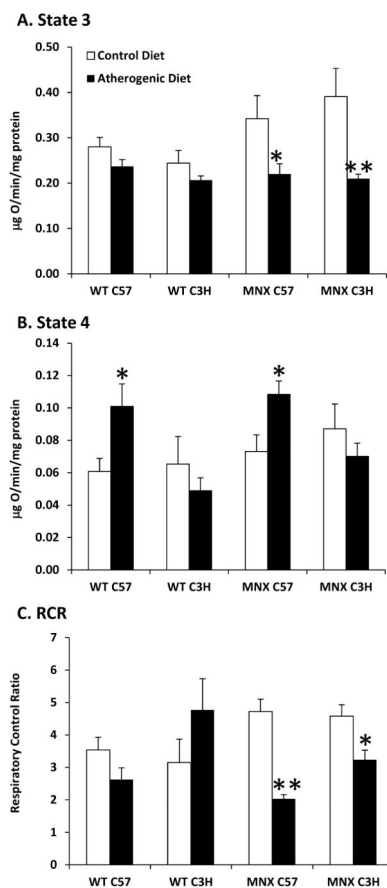 A. State 3
µg O/min/mg protein
0.50
0.40
0.30
0.20
0.10
0.00
Control Diet
Atherogenic Diet
*
**
WT C57 WT C3H MNX C57 MNX C3H
B. State 4
µg O/min/mg protein
0.14
0.12
0.10
0.08
0.06
0.04
0.02
0.00
*
*
WT C57 WT C3H MNX C57 MNX C3H
C. RCR
Respiratory Control Ratio
7
6
5
4
3
2
1
0
**
*
WT C57 WT C3H MNX C57 MNX C3H